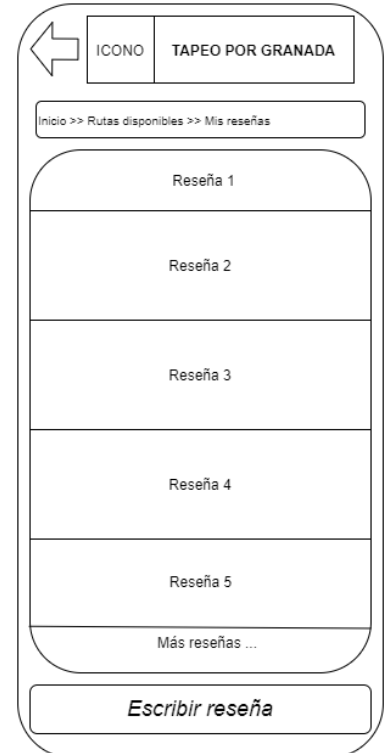 ICONO
TAPEO POR GRANADA
Inicio >> Rutas disponibles >> Mis reseñas
Reseña 1
Reseña 2
Reseña 3
Reseña 4
Reseña 5
Más reseñas ...
Escribir reseña